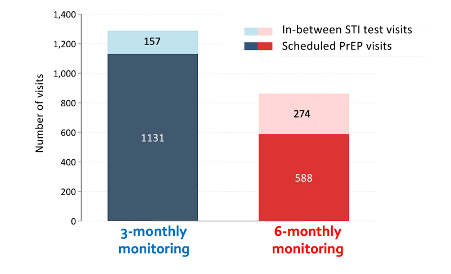 1,400
1,200
1,000
800
600
400
200
0
Number of visits
157
1131
274
588
In-between STI test visits
Scheduled PrEP visits
3-monthly
monitoring
6-monthly
monitoring